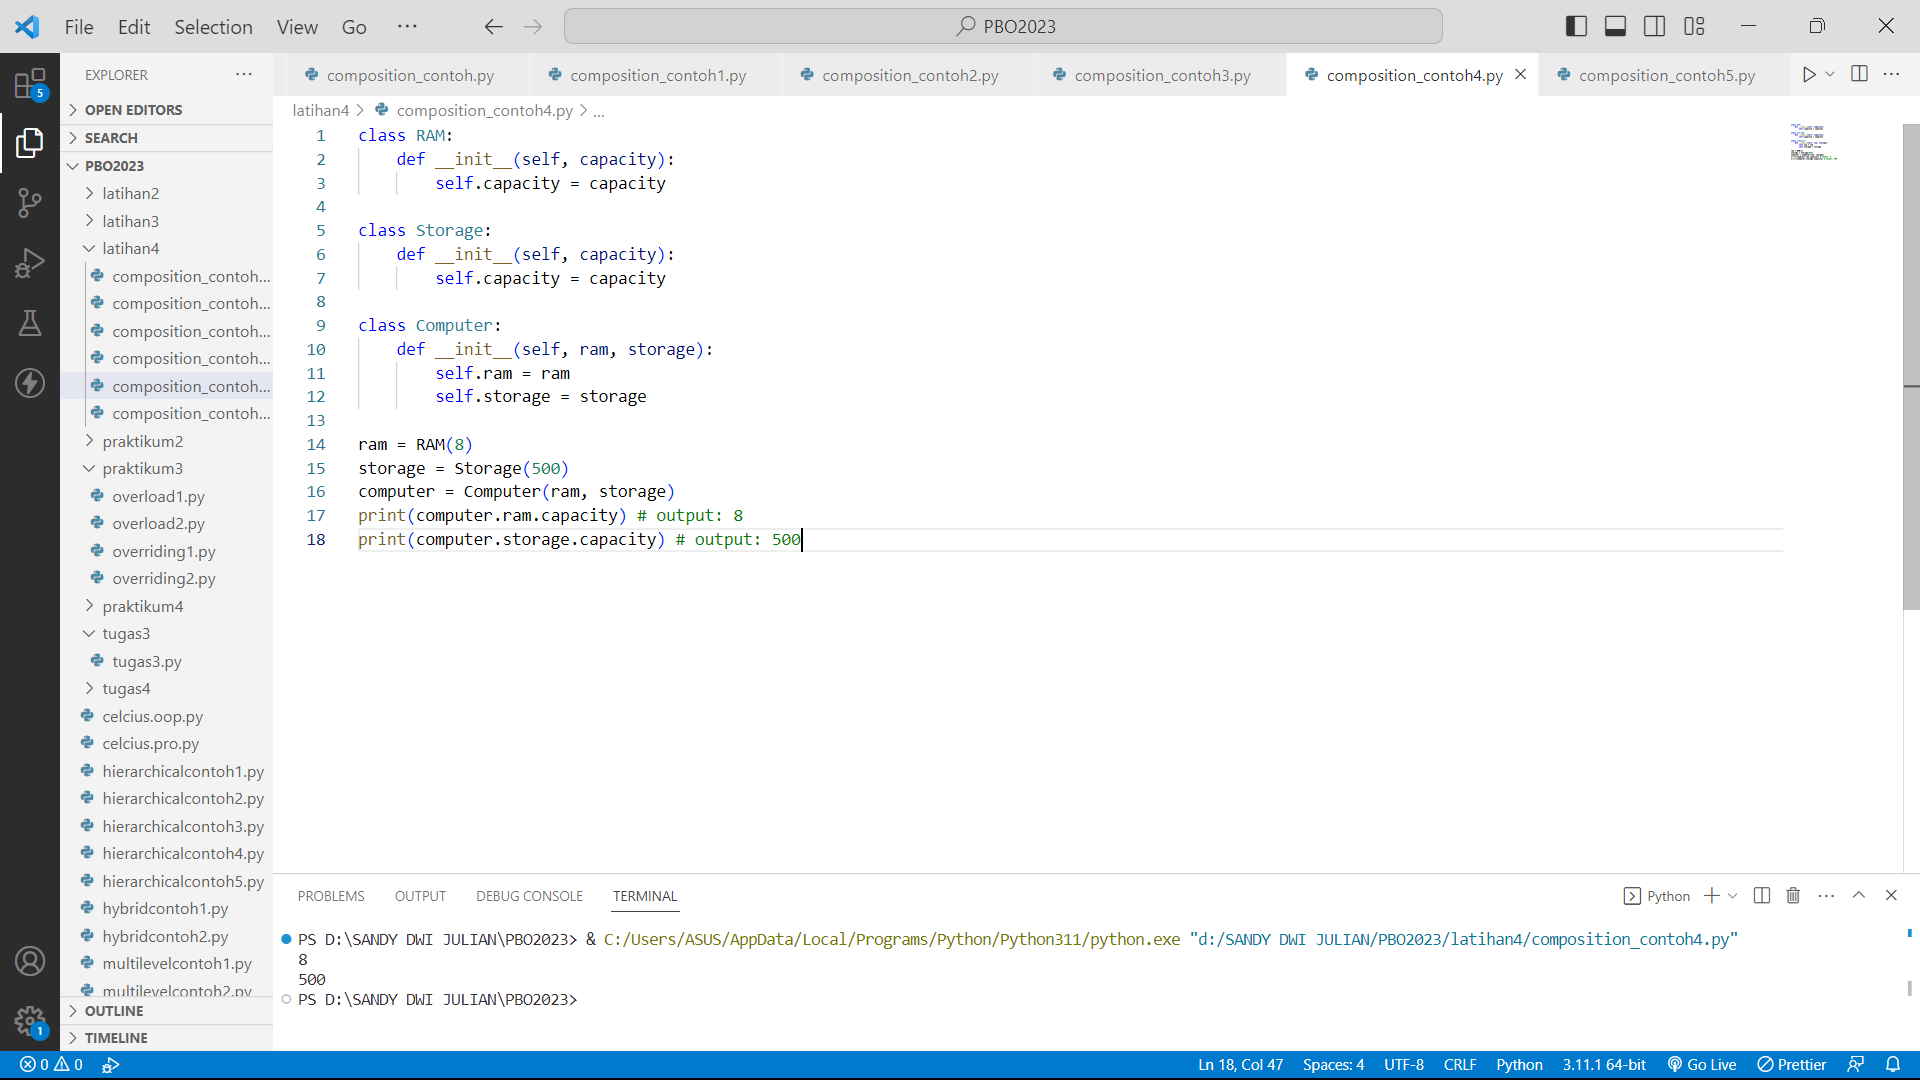 File Edit Selection View Go ··· PBO2023
5
EXPLORER ···
OPEN EDITORS
SEARCH
PBO2023
latihan2
latihan3
latihan4
composition_contoh...
composition_contoh...
composition_contoh...
composition_contoh...
composition_contoh...
composition_contoh...
praktikum2
praktikum3
overload1.py
overload2.py
overriding1.py
overriding2.py
praktikum4
tugas3
tugas3.py
tugas4
celcius.oop.py
celcius.pro.py
hierarchicalcontoh1.py
hierarchicalcontoh2.py
hierarchicalcontoh3.py
hierarchicalcontoh4.py
hierarchicalcontoh5.py
hybridcontoh1.py
hybridcontoh2.py
multilevelcontoh1.py
multilevelcontoh2.py
OUTLINE
TIMELINE
1
composition_contoh.py composition_contoh1.py composition_contoh2.py composition_contoh3.py composition_contoh4.py composition_contoh5.py
latihan4 > composition_contoh4.py > ...
1 class RAM:
2     def __init__(self, capacity):
3         self.capacity = capacity
4
5 class Storage:
6     def __init__(self, capacity):
7         self.capacity = capacity
8
9 class Computer:
10     def __init__(self, ram, storage):
11         self.ram = ram
12         self.storage = storage
13
14 ram = RAM(8)
15 storage = Storage(500)
16 computer = Computer(ram, storage)
17 print(computer.ram.capacity) # output: 8
18 print(computer.storage.capacity) # output: 500
PROBLEMS OUTPUT DEBUG CONSOLE TERMINAL Python
PS D:\SANDY DWI JULIAN\PBO2023> & C:/Users/ASUS/AppData/Local/Programs/Python/Python311/python.exe "d:/SANDY DWI JULIAN/PBO2023/latihan4/composition_contoh4.py"
8
500
PS D:\SANDY DWI JULIAN\PBO2023>
0 0 Ln 18, Col 47 Spaces: 4 UTF-8 CRLF Python 3.11.1 64-bit Go Live Prettier